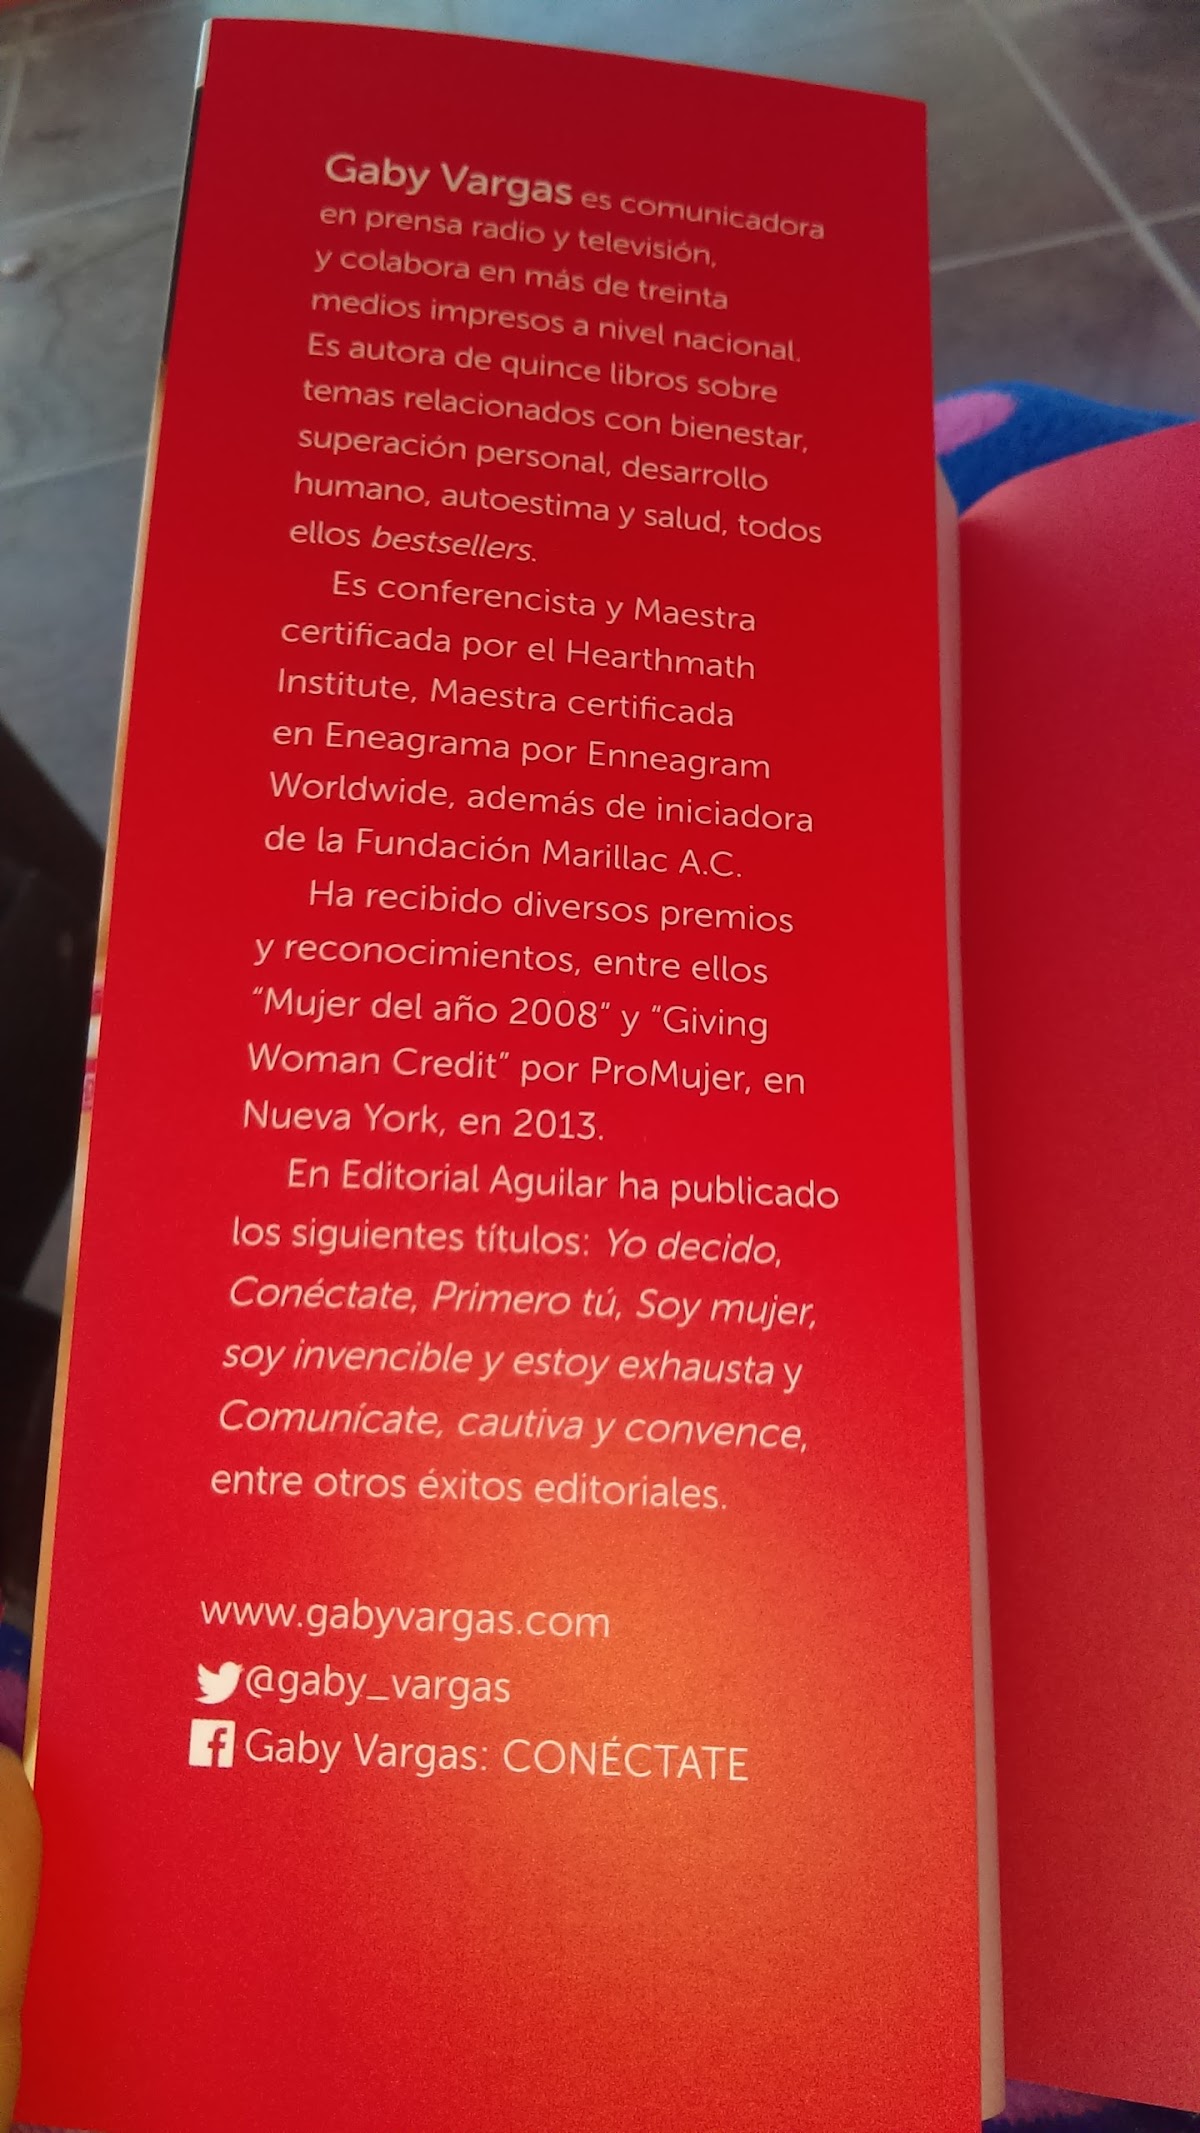 Gaby Vargas es comunicadora
en prensa radio y televisión,
y colabora en más de treinta
medios impresos a nivel nacional.
Es autora de quince libros sobre
temas relacionados con bienestar,
superación personal, desarrollo
humano, autoestima y salud, todos
ellos bestsellers.
Es conferencista y Maestra
certificada por el Hearthmath
Institute, Maestra certificada
en Eneagrama por Enneagram
Worldwide, además de iniciadora
de la Fundación Marillac A.C.
Ha recibido diversos premios
y reconocimientos, entre ellos
"Mujer del año 2008" y "Giving
Woman Credit" por ProMujer, en
Nueva York, en 2013.
En Editorial Aguilar ha publicado
los siguientes títulos: Yo decido,
Conéctate, Primero tú, Soy mujer,
soy invencible y estoy exhausta y
Comunícate, cautiva y convence,
entre otros éxitos editoriales.
www.gabyvargas.com
@gaby_vargas
Gaby Vargas: CONÉCTATE